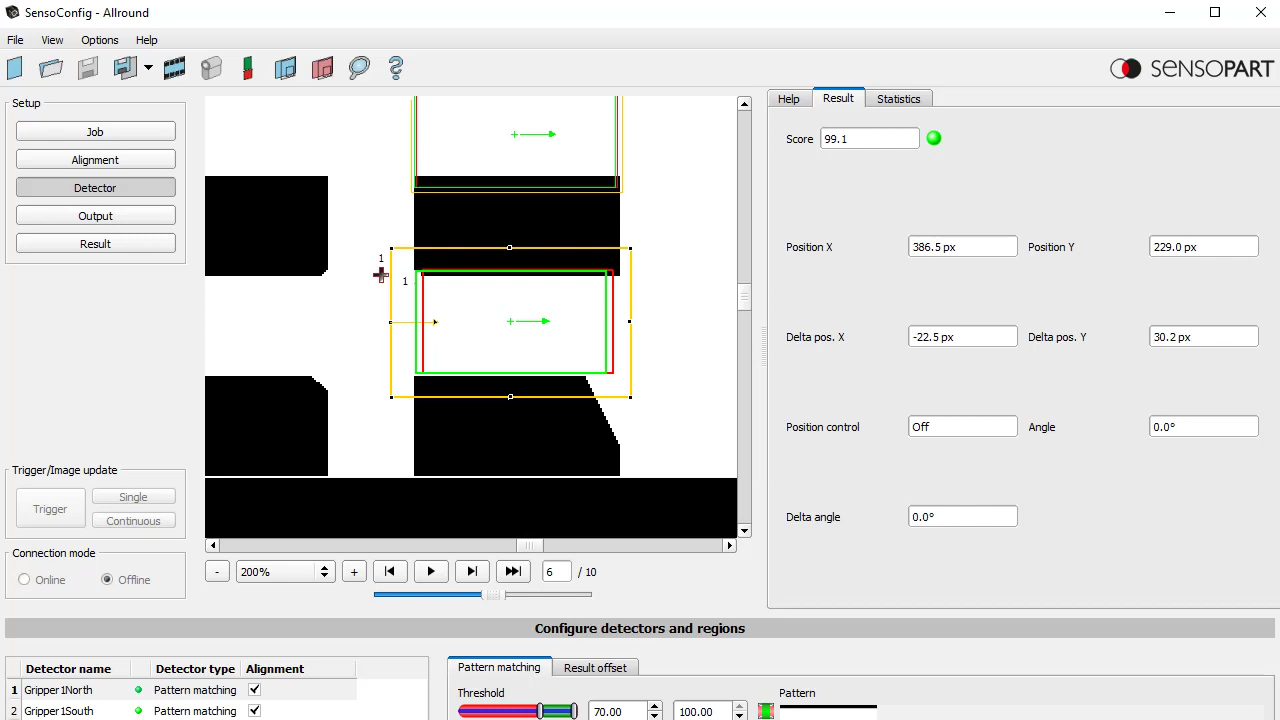 SensoConfig - Allround
File View Options Help
SENSOPART
Setup
Job
Alignment
Detector
Output
Result
Trigger/Image update
Trigger
Single
Continuous
Connection mode
Online
Offline
1
1
200%
6 / 10
Help Result Statistics
Score 99.1
Position X 386.5 px Position Y 229.0 px
Delta pos. X -22.5 px Delta pos. Y 30.2 px
Position control Off Angle 0.0°
Delta angle 0.0°
Configure detectors and regions
Detector name Detector type Alignment
1 Gripper1North Pattern matching
2 Gripper1South Pattern matching
Pattern matching Result offset
Threshold Pattern
70.00 100.00